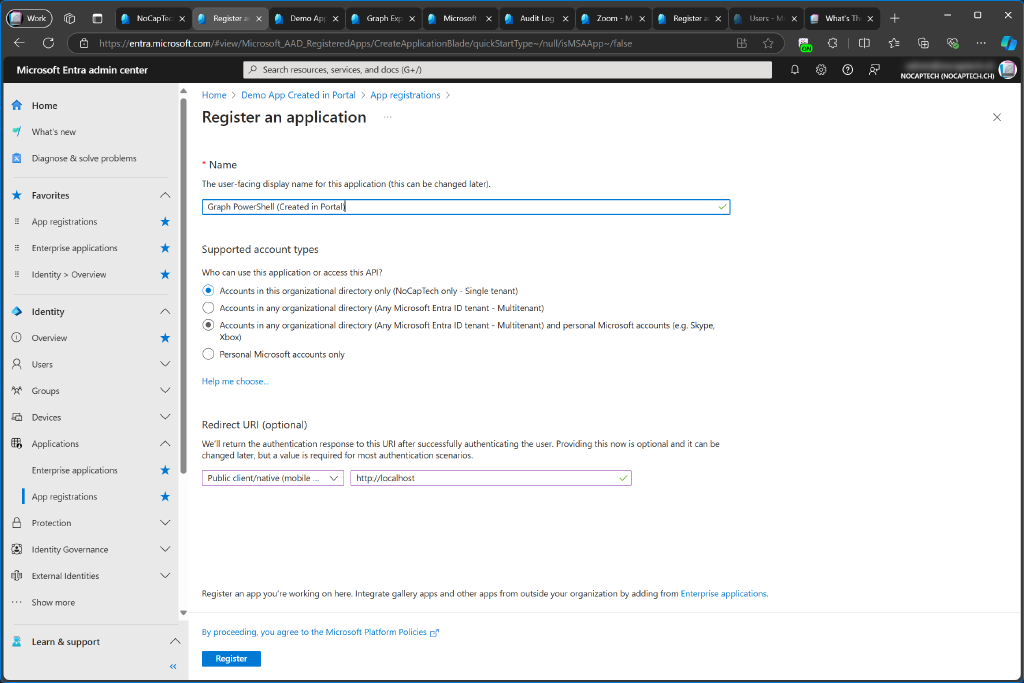 Work
NoCapTec
Register a
Demo App
Graph Exp
Microsoft
Audit Log
Zoom - M
Register a
Users - M
What's Th
https://entra.microsoft.com/#view/Microsoft_AAD_RegisteredApps/CreateApplicationBlade/quickStartType~/null/isMSAApp~/false
ON
Microsoft Entra admin center
Search resources, services, and docs (G+/)
NOCAPTECH (NOCAPTECH.CH)
Home
What's new
Diagnose & solve problems
Favorites
App registrations
Enterprise applications
Identity > Overview
Identity
Overview
Users
Groups
Devices
Applications
Enterprise applications
App registrations
Protection
Identity Governance
External Identities
Show more
Learn & support
Home > Demo App Created in Portal > App registrations >
Register an application ...
* Name
The user-facing display name for this application (this can be changed later).
Graph PowerShell (Created in Portal)
Supported account types
Who can use this application or access this API?
Accounts in this organizational directory only (NoCapTech only - Single tenant)
Accounts in any organizational directory (Any Microsoft Entra ID tenant - Multitenant)
Accounts in any organizational directory (Any Microsoft Entra ID tenant - Multitenant) and personal Microsoft accounts (e.g. Skype,
Xbox)
Personal Microsoft accounts only
Help me choose...
Redirect URI (optional)
We'll return the authentication response to this URI after successfully authenticating the user. Providing this now is optional and it can be
changed later, but a value is required for most authentication scenarios.
Public client/native (mobile ...
http://localhost
Register an app you're working on here. Integrate gallery apps and other apps from outside your organization by adding from Enterprise applications.
By proceeding, you agree to the Microsoft Platform Policies
Register